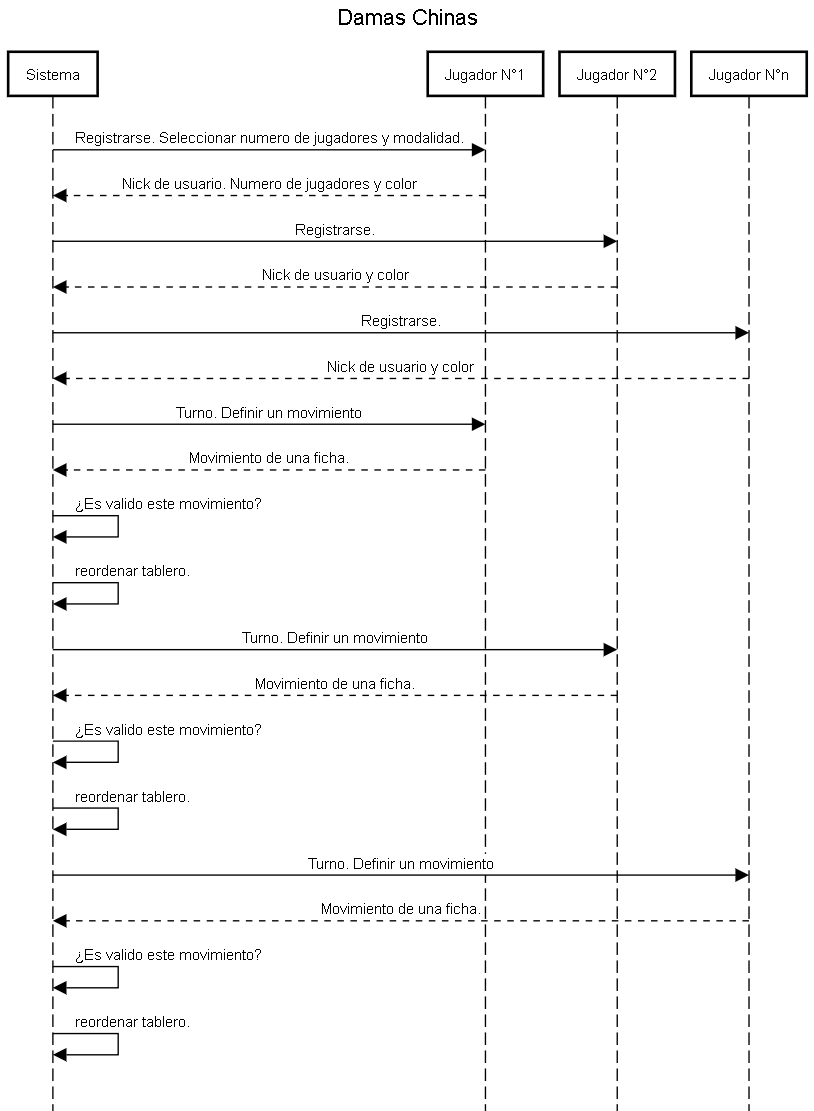 Damas Chinas
Sistema
Jugador N°1
Jugador N°2
Jugador N°n
Registrarse. Seleccionar numero de jugadores y modalidad.
Nick de usuario. Numero de jugadores y color
Registrarse.
Nick de usuario y color
Registrarse.
Nick de usuario y color
Turno. Definir un movimiento
Movimiento de una ficha.
¿Es valido este movimiento?
reordenar tablero.
Turno. Definir un movimiento
Movimiento de una ficha.
¿Es valido este movimiento?
reordenar tablero.
Turno. Definir un movimiento
Movimiento de una ficha.
¿Es valido este movimiento?
reordenar tablero.